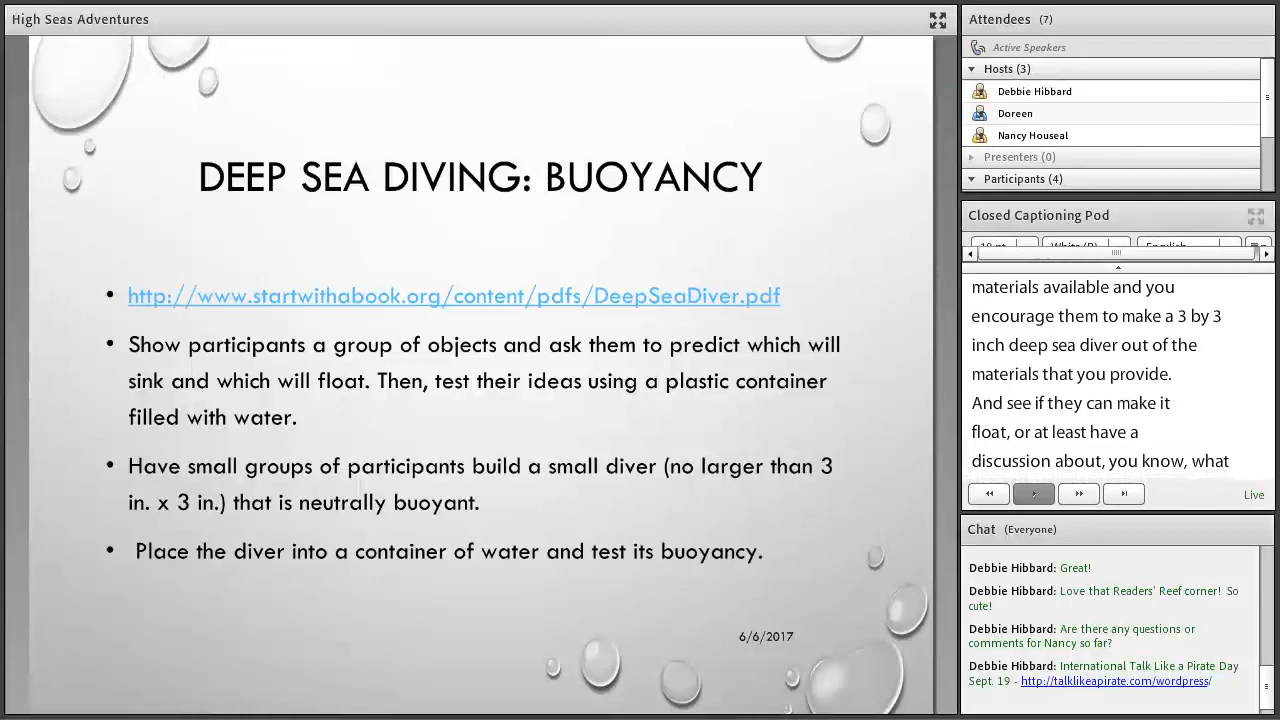 High Seas Adventures
DEEP SEA DIVING: BUOYANCY
• http://www.startwithabook.org/content/pdfs/DeepSeaDiver.pdf
• Show participants a group of objects and ask them to predict which will
sink and which will float. Then, test their ideas using a plastic container
filled with water.
• Have small groups of participants build a small diver (no larger than 3
in. x 3 in.) that is neutrally buoyant.
• Place the diver into a container of water and test its buoyancy.
6/6/2017
Attendees (7)
Active Speakers
Hosts (3)
Debbie Hibbard
Doreen
Nancy Houseal
Presenters (0)
Participants (4)
Closed Captioning Pod
materials available and you
encourage them to make a 3 by 3
inch deep sea diver out of the
materials that you provide.
And see if they can make it
float, or at least have a
discussion about, you know, what
Live
Chat (Everyone)
Debbie Hibbard: Great!
Debbie Hibbard: Love that Readers' Reef corner! So
cute!
Debbie Hibbard: Are there any questions or
comments for Nancy so far?
Debbie Hibbard: International Talk Like a Pirate Day
Sept. 19 - http://talklikeapirate.com/wordpress/